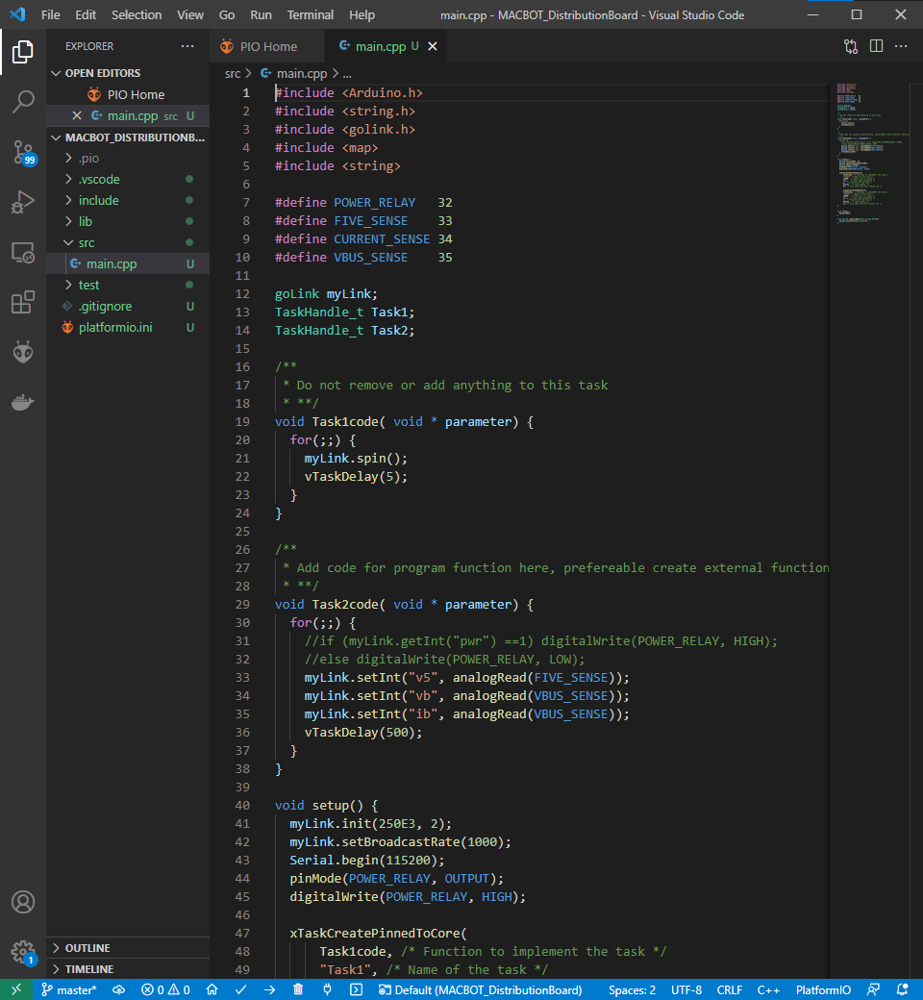 File Edit Selection View Go Run Terminal Help main.cpp - MACBOT_DistributionBoard - Visual Studio Code
EXPLORER
PIO Home
main.cpp U
OPEN EDITORS
PIO Home
main.cpp src U
MACBOT_DISTRIBUTIONB...
.pio
.vscode
include
lib
src
main.cpp U
test
.gitignore U
platformio.ini U
OUTLINE
TIMELINE
99
1
src > main.cpp > ...
1 #include <Arduino.h>
2 #include <string.h>
3 #include <golink.h>
4 #include <map>
5 #include <string>
6
7 #define POWER_RELAY 32
8 #define FIVE_SENSE 33
9 #define CURRENT_SENSE 34
10 #define VBUS_SENSE 35
11
12 goLink myLink;
13 TaskHandle_t Task1;
14 TaskHandle_t Task2;
15
16 /**
17 * Do not remove or add anything to this task
18 * **/
19 void Task1code( void * parameter) {
20 for(;;) {
21 myLink.spin();
22 vTaskDelay(5);
23 }
24 }
25
26 /**
27 * Add code for program function here, prefereable create external function
28 * **/
29 void Task2code( void * parameter) {
30 for(;;) {
31 //if (myLink.getInt("pwr") ==1) digitalWrite(POWER_RELAY, HIGH);
32 //else digitalWrite(POWER_RELAY, LOW);
33 myLink.setInt("v5", analogRead(FIVE_SENSE));
34 myLink.setInt("vb", analogRead(VBUS_SENSE));
35 myLink.setInt("ib", analogRead(VBUS_SENSE));
36 vTaskDelay(500);
37 }
38 }
39
40 void setup() {
41 myLink.init(250E3, 2);
42 myLink.setBroadcastRate(1000);
43 Serial.begin(115200);
44 pinMode(POWER_RELAY, OUTPUT);
45 digitalWrite(POWER_RELAY, HIGH);
46
47 xTaskCreatePinnedToCore(
48 Task1code, /* Function to implement the task */
49 "Task1", /* Name of the task */
master* 0 0 Default (MACBOT_DistributionBoard) Spaces: 2 UTF-8 CRLF C++ PlatformIO